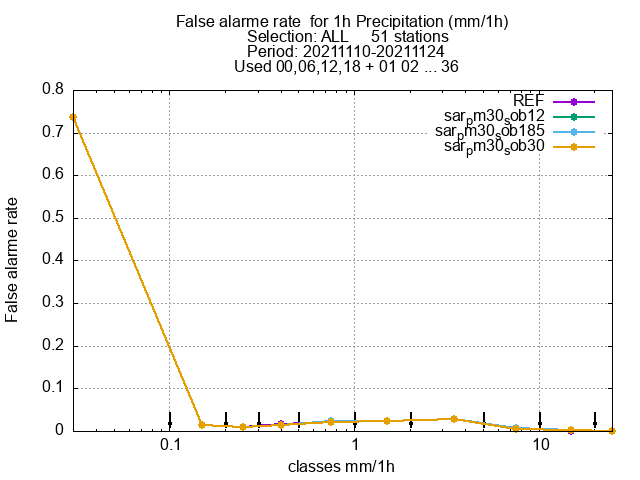 False alarme rate  for 1h Precipitation (mm/1h)
Selection: ALL     51 stations
Period: 20211110-20211124
Used 00,06,12,18 + 01 02 ... 36
REF
sarpm30sob12
sarpm30sob185
sarpm30sob30
False alarme rate
0.8
0.7
0.6
0.5
0.4
0.3
0.2
0.1
0
0.1 1 10
classes mm/1h